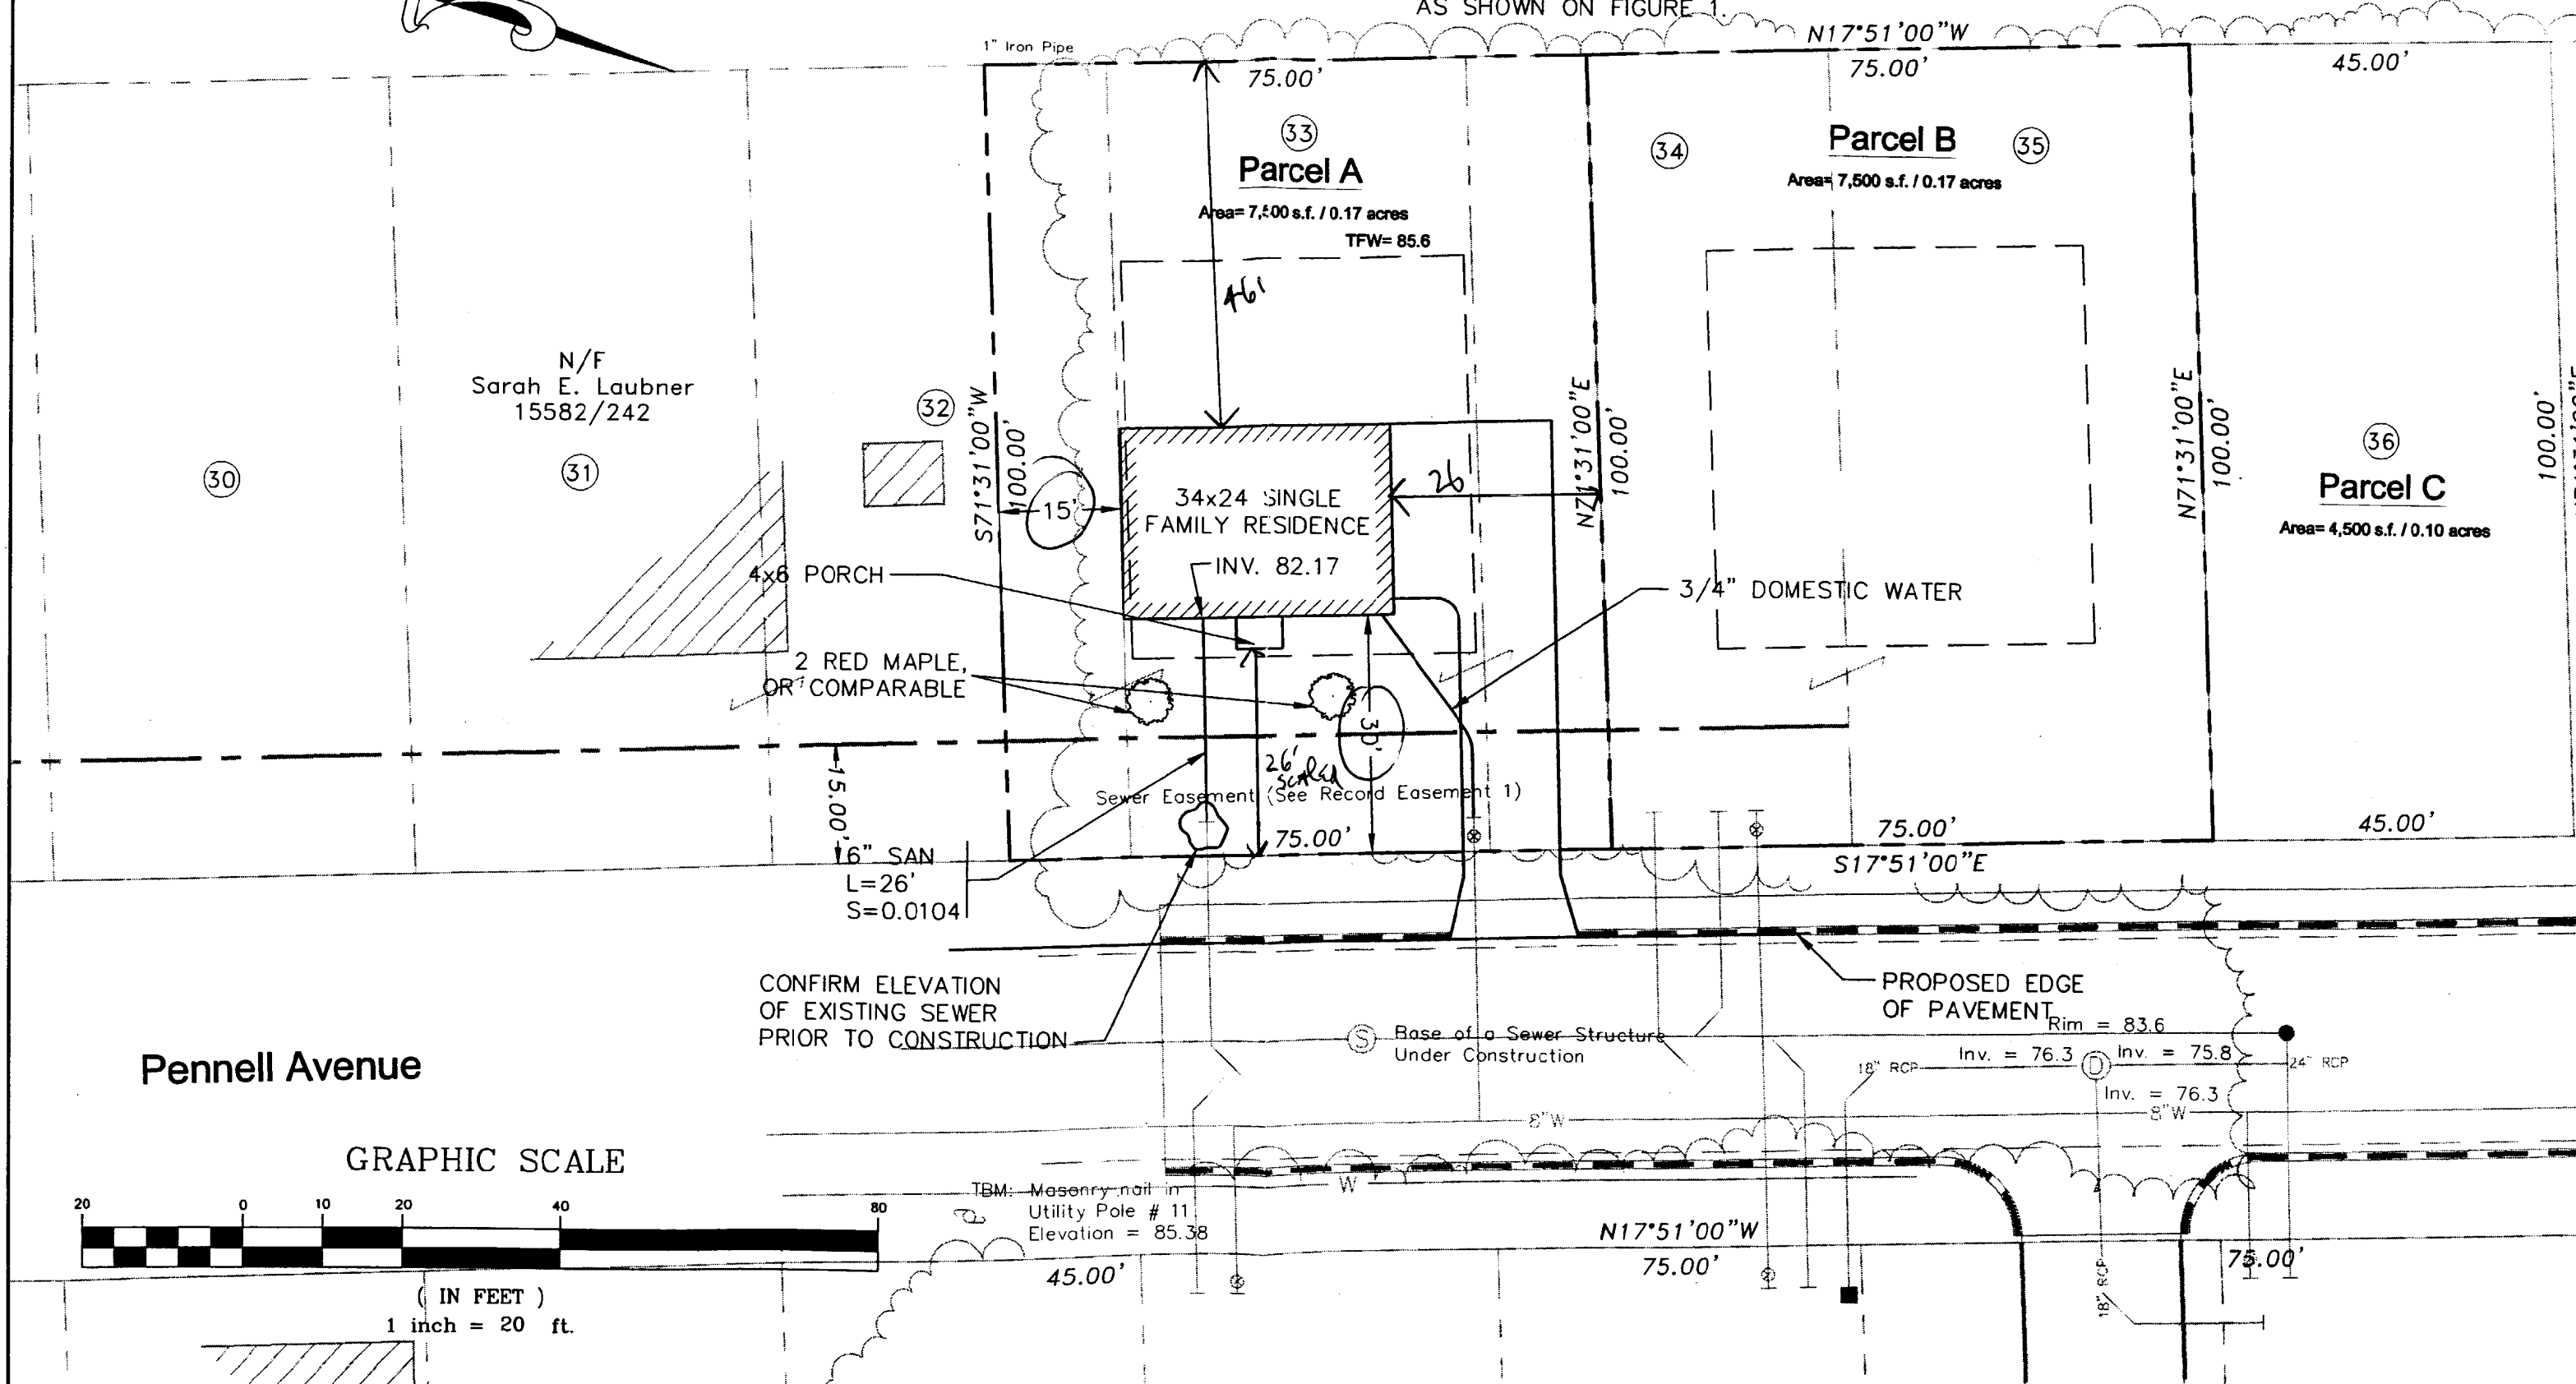 AS SHOWN ON FIGURE 1.
1" Iron Pipe
N17°51'00"W
75.00'
75.00'
45.00'
33
Parcel A
Area= 7,500 s.f. / 0.17 acres
TFW= 85.6
34
Parcel B
35
Area= 7,500 s.f. / 0.17 acres
46'
N/F
Sarah E. Laubner
15582/242
30
31
32
S71°31'00"W
100.00'
15'
34x24 SINGLE
FAMILY RESIDENCE
INV. 82.17
26
N71°31'00"E
100.00'
N71°31'00"E
100.00'
36
Parcel C
Area= 4,500 s.f. / 0.10 acres
100.00'
4x6 PORCH
3/4" DOMESTIC WATER
2 RED MAPLE,
OR COMPARABLE
15.00'
26'
SCALED
30'
Sewer Easement (See Record Easement 1)
75.00'
75.00'
45.00'
S17°51'00"E
6" SAN
L=26'
S=0.0104
CONFIRM ELEVATION
OF EXISTING SEWER
PRIOR TO CONSTRUCTION
PROPOSED EDGE
OF PAVEMENT
S
Base of a Sewer Structure
Under Construction
Rim = 83.6
Inv. = 76.3
Inv. = 75.8
18" RCP
D
24" RCP
Inv. = 76.3
8"W
8"W
Pennell Avenue
GRAPHIC SCALE
20 0 10 20 40 80
( IN FEET )
1 inch = 20 ft.
TBM: Masonry nail in
Utility Pole # 11
Elevation = 85.38
W
N17°51'00"W
45.00'
75.00'
75.00'
18" RCP